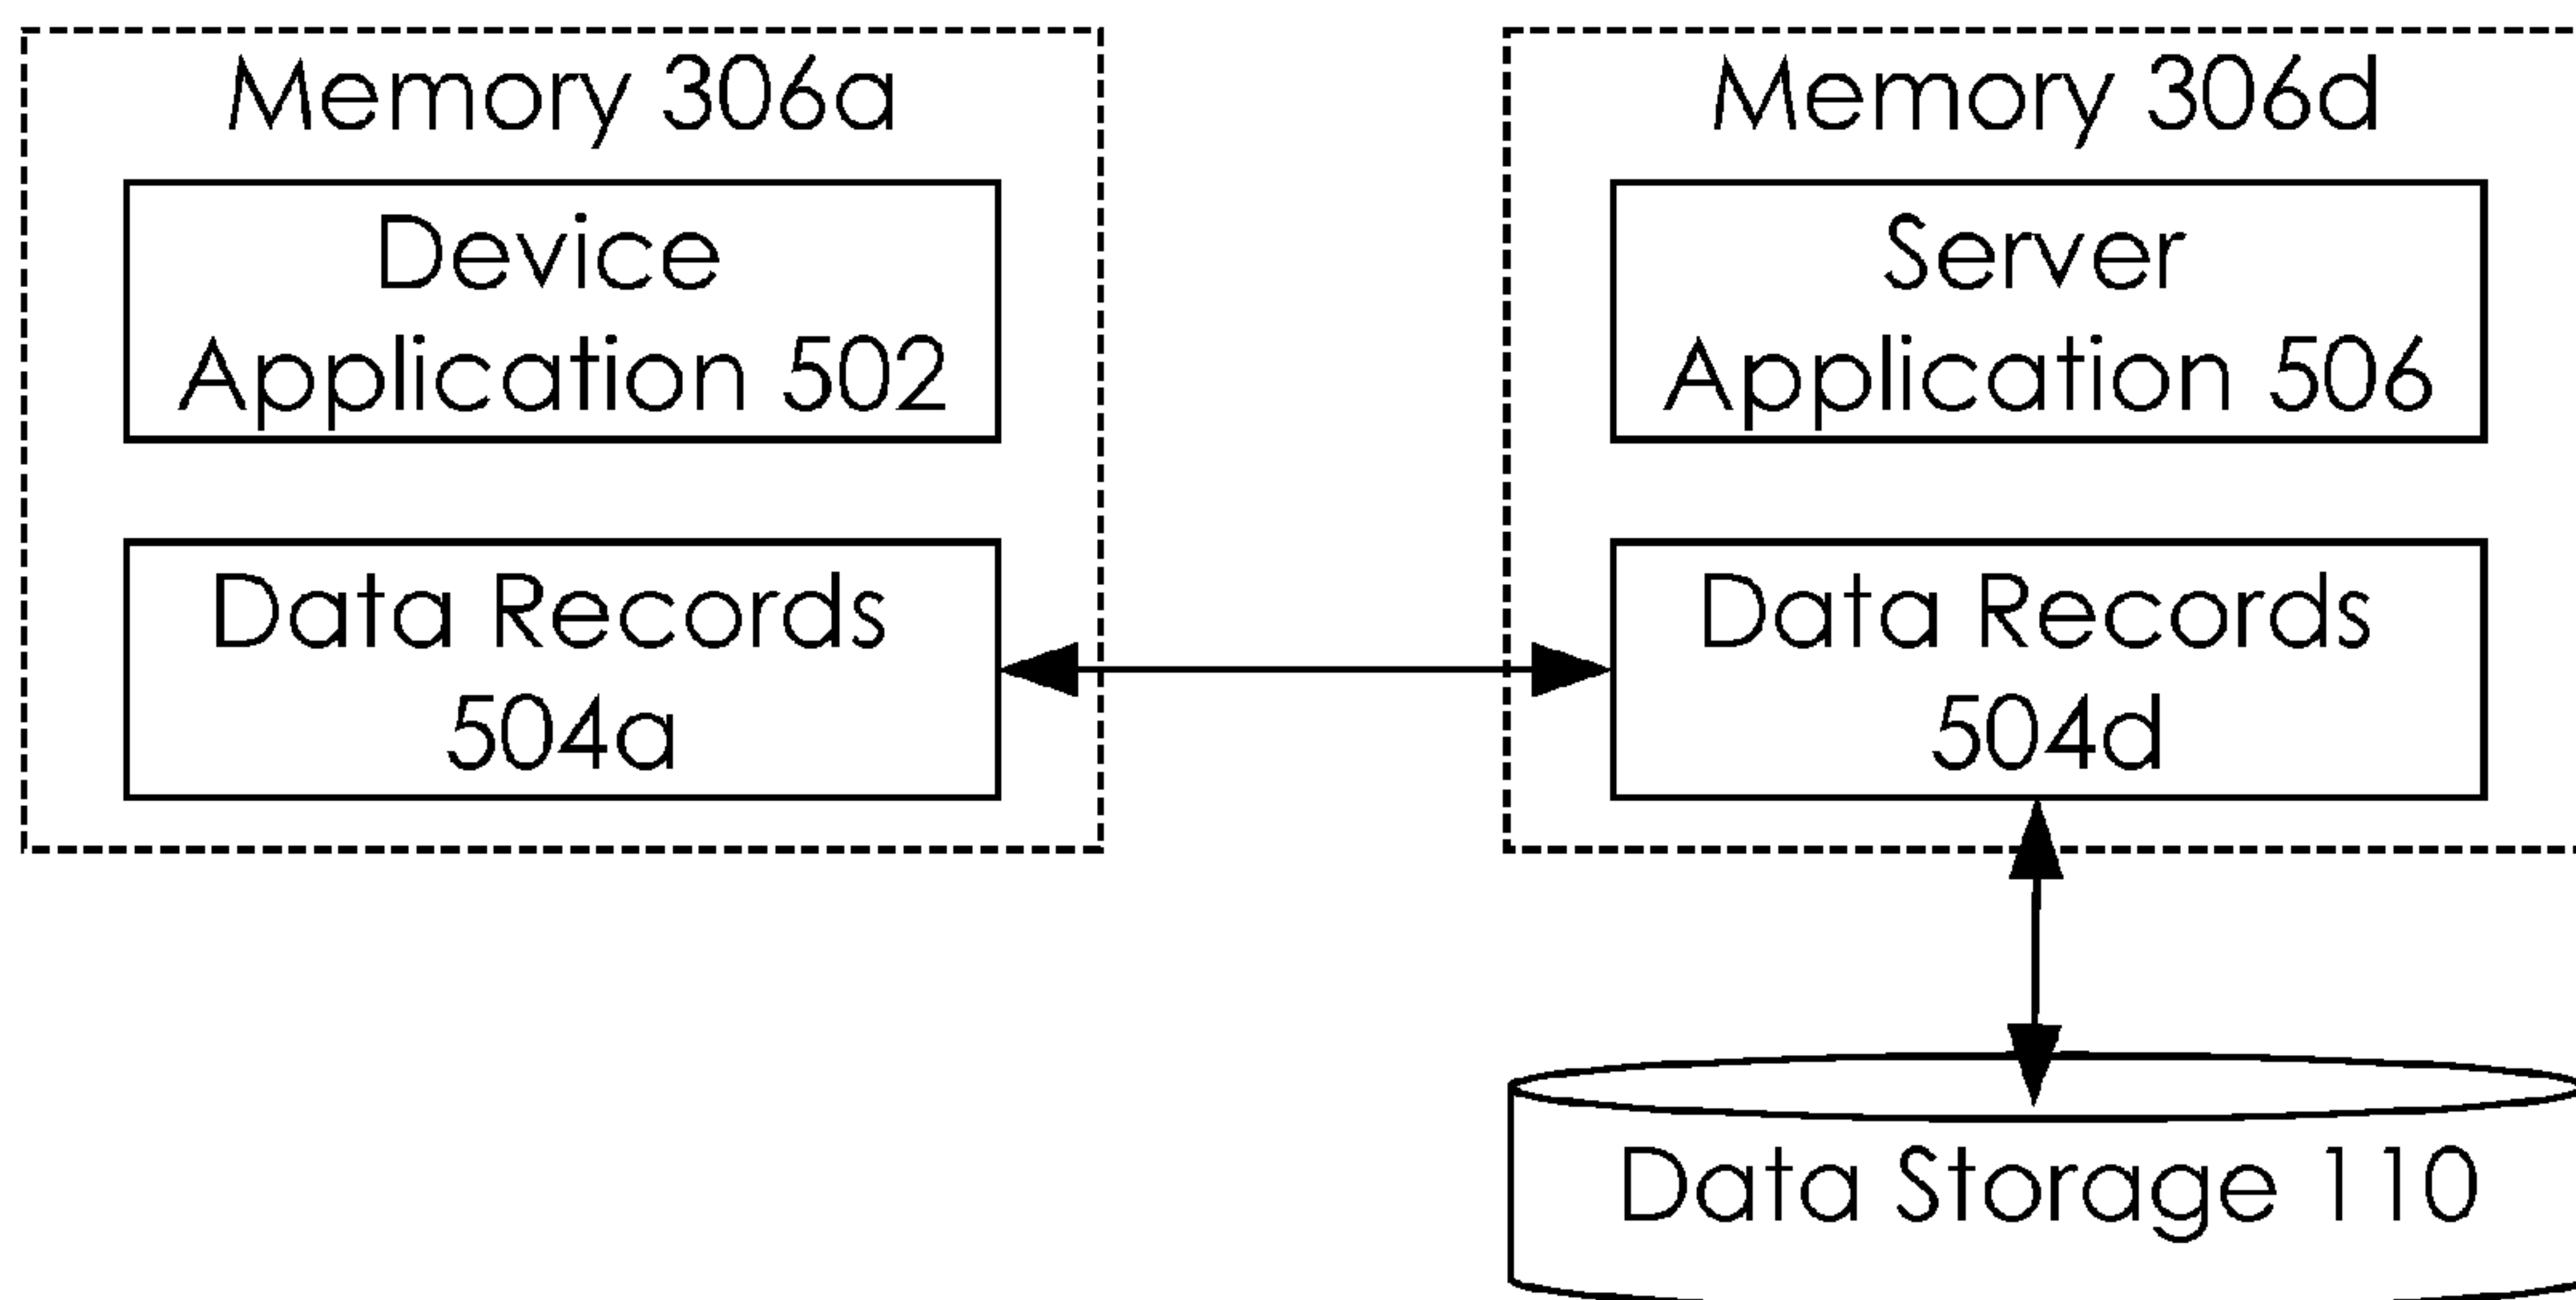 Memory 306a
Device
Application 502
Data Records
504a
Memory 306d
Server
Application 506
Data Records
504d
Data Storage 110